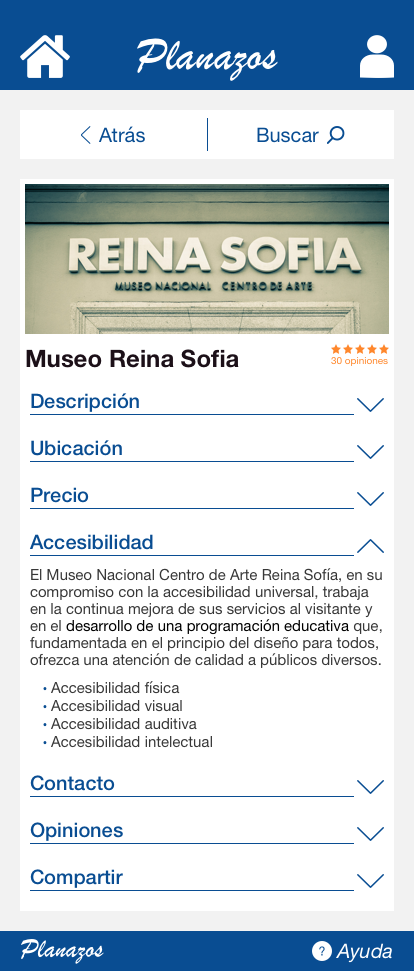 Planazos
Atrás
Buscar
REINA SOFIA
MUSEO NACIONAL CENTRO DE ARTE
Museo Reina Sofia
30 opiniones
Descripción
Ubicación
Precio
Accesibilidad
El Museo Nacional Centro de Arte Reina Sofía, en su
compromiso con la accesibilidad universal, trabaja
en la continua mejora de sus servicios al visitante y
en el desarrollo de una programación educativa que,
fundamentada en el principio del diseño para todos,
ofrezca una atención de calidad a públicos diversos.
• Accesibilidad física
• Accesibilidad visual
• Accesibilidad auditiva
• Accesibilidad intelectual
Contacto
Opiniones
Compartir
Planazos
? Ayuda